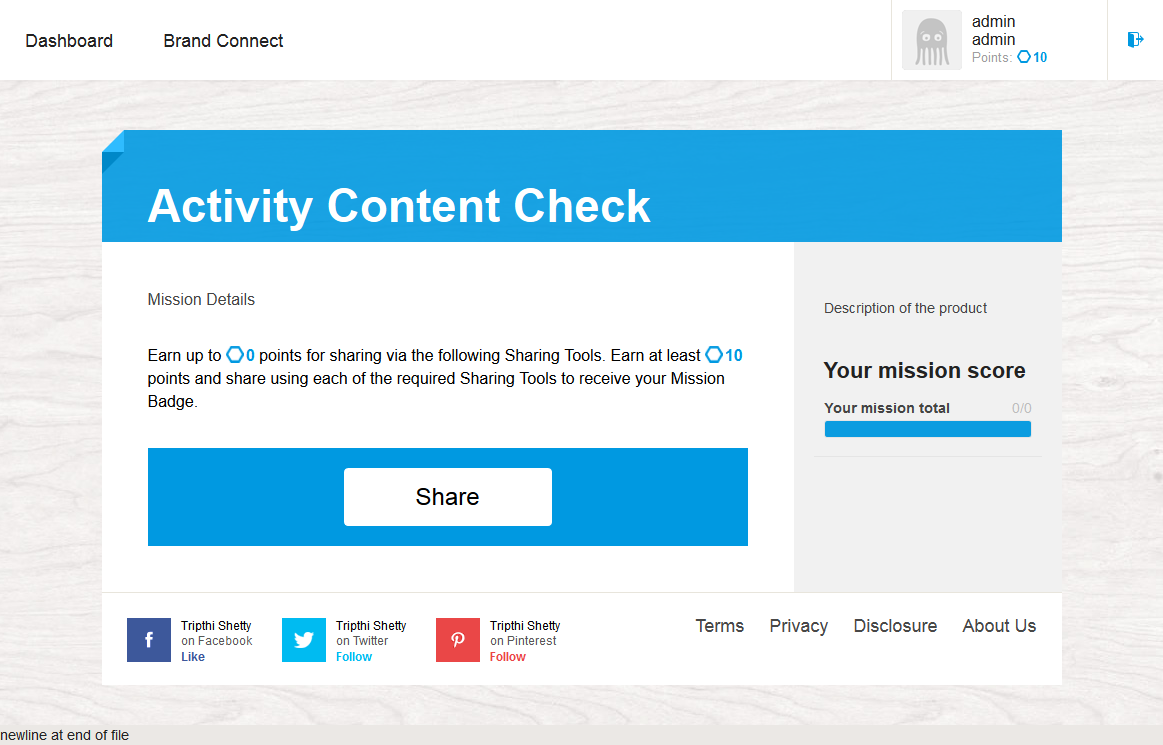 Dashboard
Brand Connect
admin
admin
Points: 10
Activity Content Check
Mission Details
Earn up to 0 points for sharing via the following Sharing Tools. Earn at least 10
points and share using each of the required Sharing Tools to receive your Mission
Badge.
Share
Description of the product
Your mission score
Your mission total 0/0
Tripthi Shetty
on Facebook
Like
Tripthi Shetty
on Twitter
Follow
Tripthi Shetty
on Pinterest
Follow
Terms
Privacy
Disclosure
About Us
newline at end of file